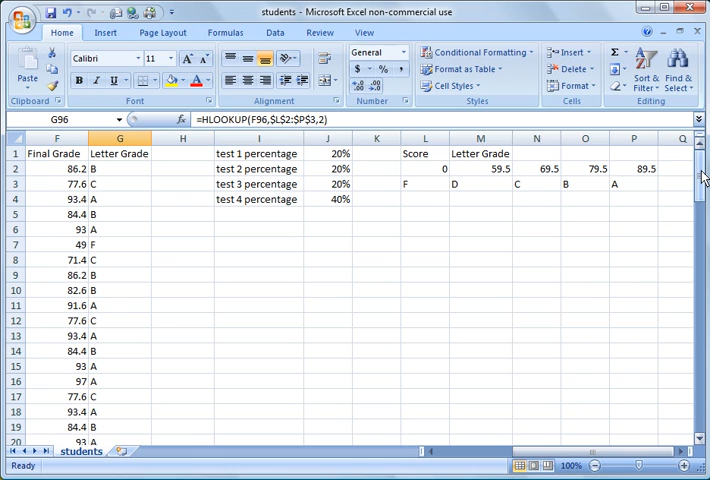 students - Microsoft Excel non-commercial use
Home Insert Page Layout Formulas Data Review View
Paste
Clipboard
Calibri 11
B I U
Font
Alignment
General
$ % ,
Number
Conditional Formatting
Format as Table
Cell Styles
Styles
Insert
Delete
Format
Cells
Σ
Sort & Filter
Find & Select
Editing
G96 fx =HLOOKUP(F96,$L$2:$P$3,2)
F G H I J K L M N O P Q
1 Final Grade Letter Grade test 1 percentage 20% Score Letter Grade
2 86.2 B test 2 percentage 20% 0 59.5 69.5 79.5 89.5
3 77.6 C test 3 percentage 20% F D C B A
4 93.4 A test 4 percentage 40%
5 84.4 B
6 93 A
7 49 F
8 71.4 C
9 86.2 B
10 82.6 B
11 91.6 A
12 77.6 C
13 93.4 A
14 84.4 B
15 93 A
16 97 A
17 77.6 C
18 93.4 A
19 84.4 B
20 93 A
students
Ready 100%